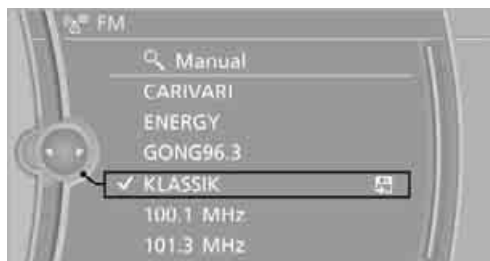 FM
Manual
CARIVARI
ENERGY
GONG96.3
KLASSIK
100.1 MHz
101.3 MHz